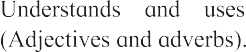 Understands and uses
(Adjectives and adverbs).